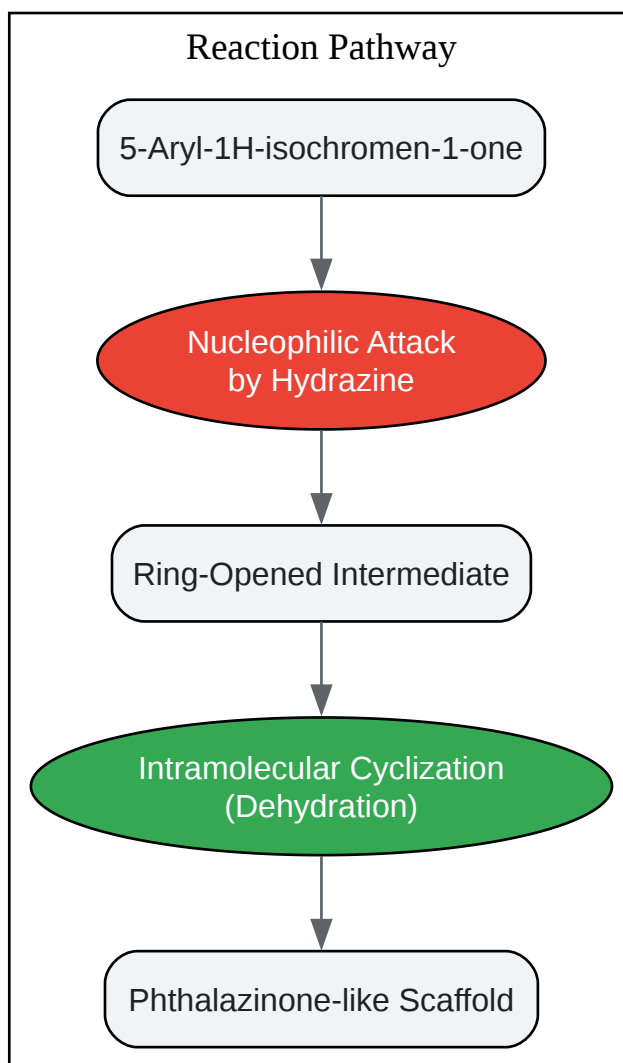 Reaction Pathway
5-Aryl-1H-isochromen-1-one
Nucleophilic Attack
by Hydrazine
Ring-Opened Intermediate
Intramolecular Cyclization
(Dehydration)
Phthalazinone-like Scaffold